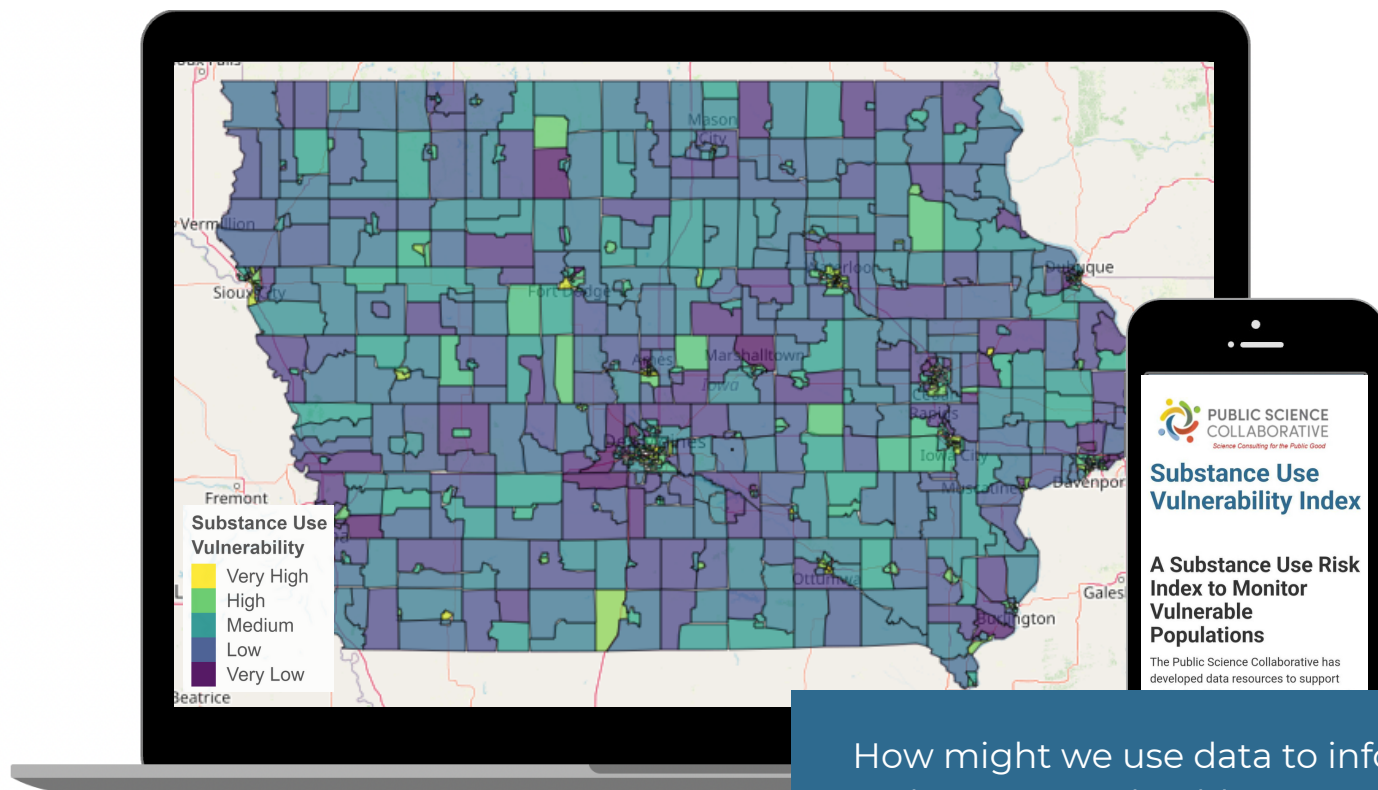 Mason
City
Vermillion
Waterloo
Dubuque
Sioux City
Fort Dodge
Ames
Marshalltown
Iowa
Cedar
Rapids
Des Moines
Iowa City
Davenpor
Muscatine
Fremont
Ottumwa
Gales
Burlington
Beatrice
Substance Use
Vulnerability
Very High
High
Medium
Low
Very Low
PUBLIC SCIENCE
COLLABORATIVE
Science Consulting for the Public Good
Substance Use
Vulnerability Index
A Substance Use Risk
Index to Monitor
Vulnerable
Populations
The Public Science Collaborative has
developed data resources to support
How might we use data to info